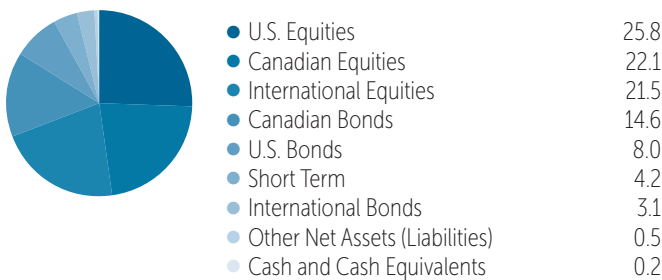 U.S. Equities 25.8
Canadian Equities 22.1
International Equities 21.5
Canadian Bonds 14.6
U.S. Bonds 8.0
Short Term 4.2
International Bonds 3.1
Other Net Assets (Liabilities) 0.5
Cash and Cash Equivalents 0.2